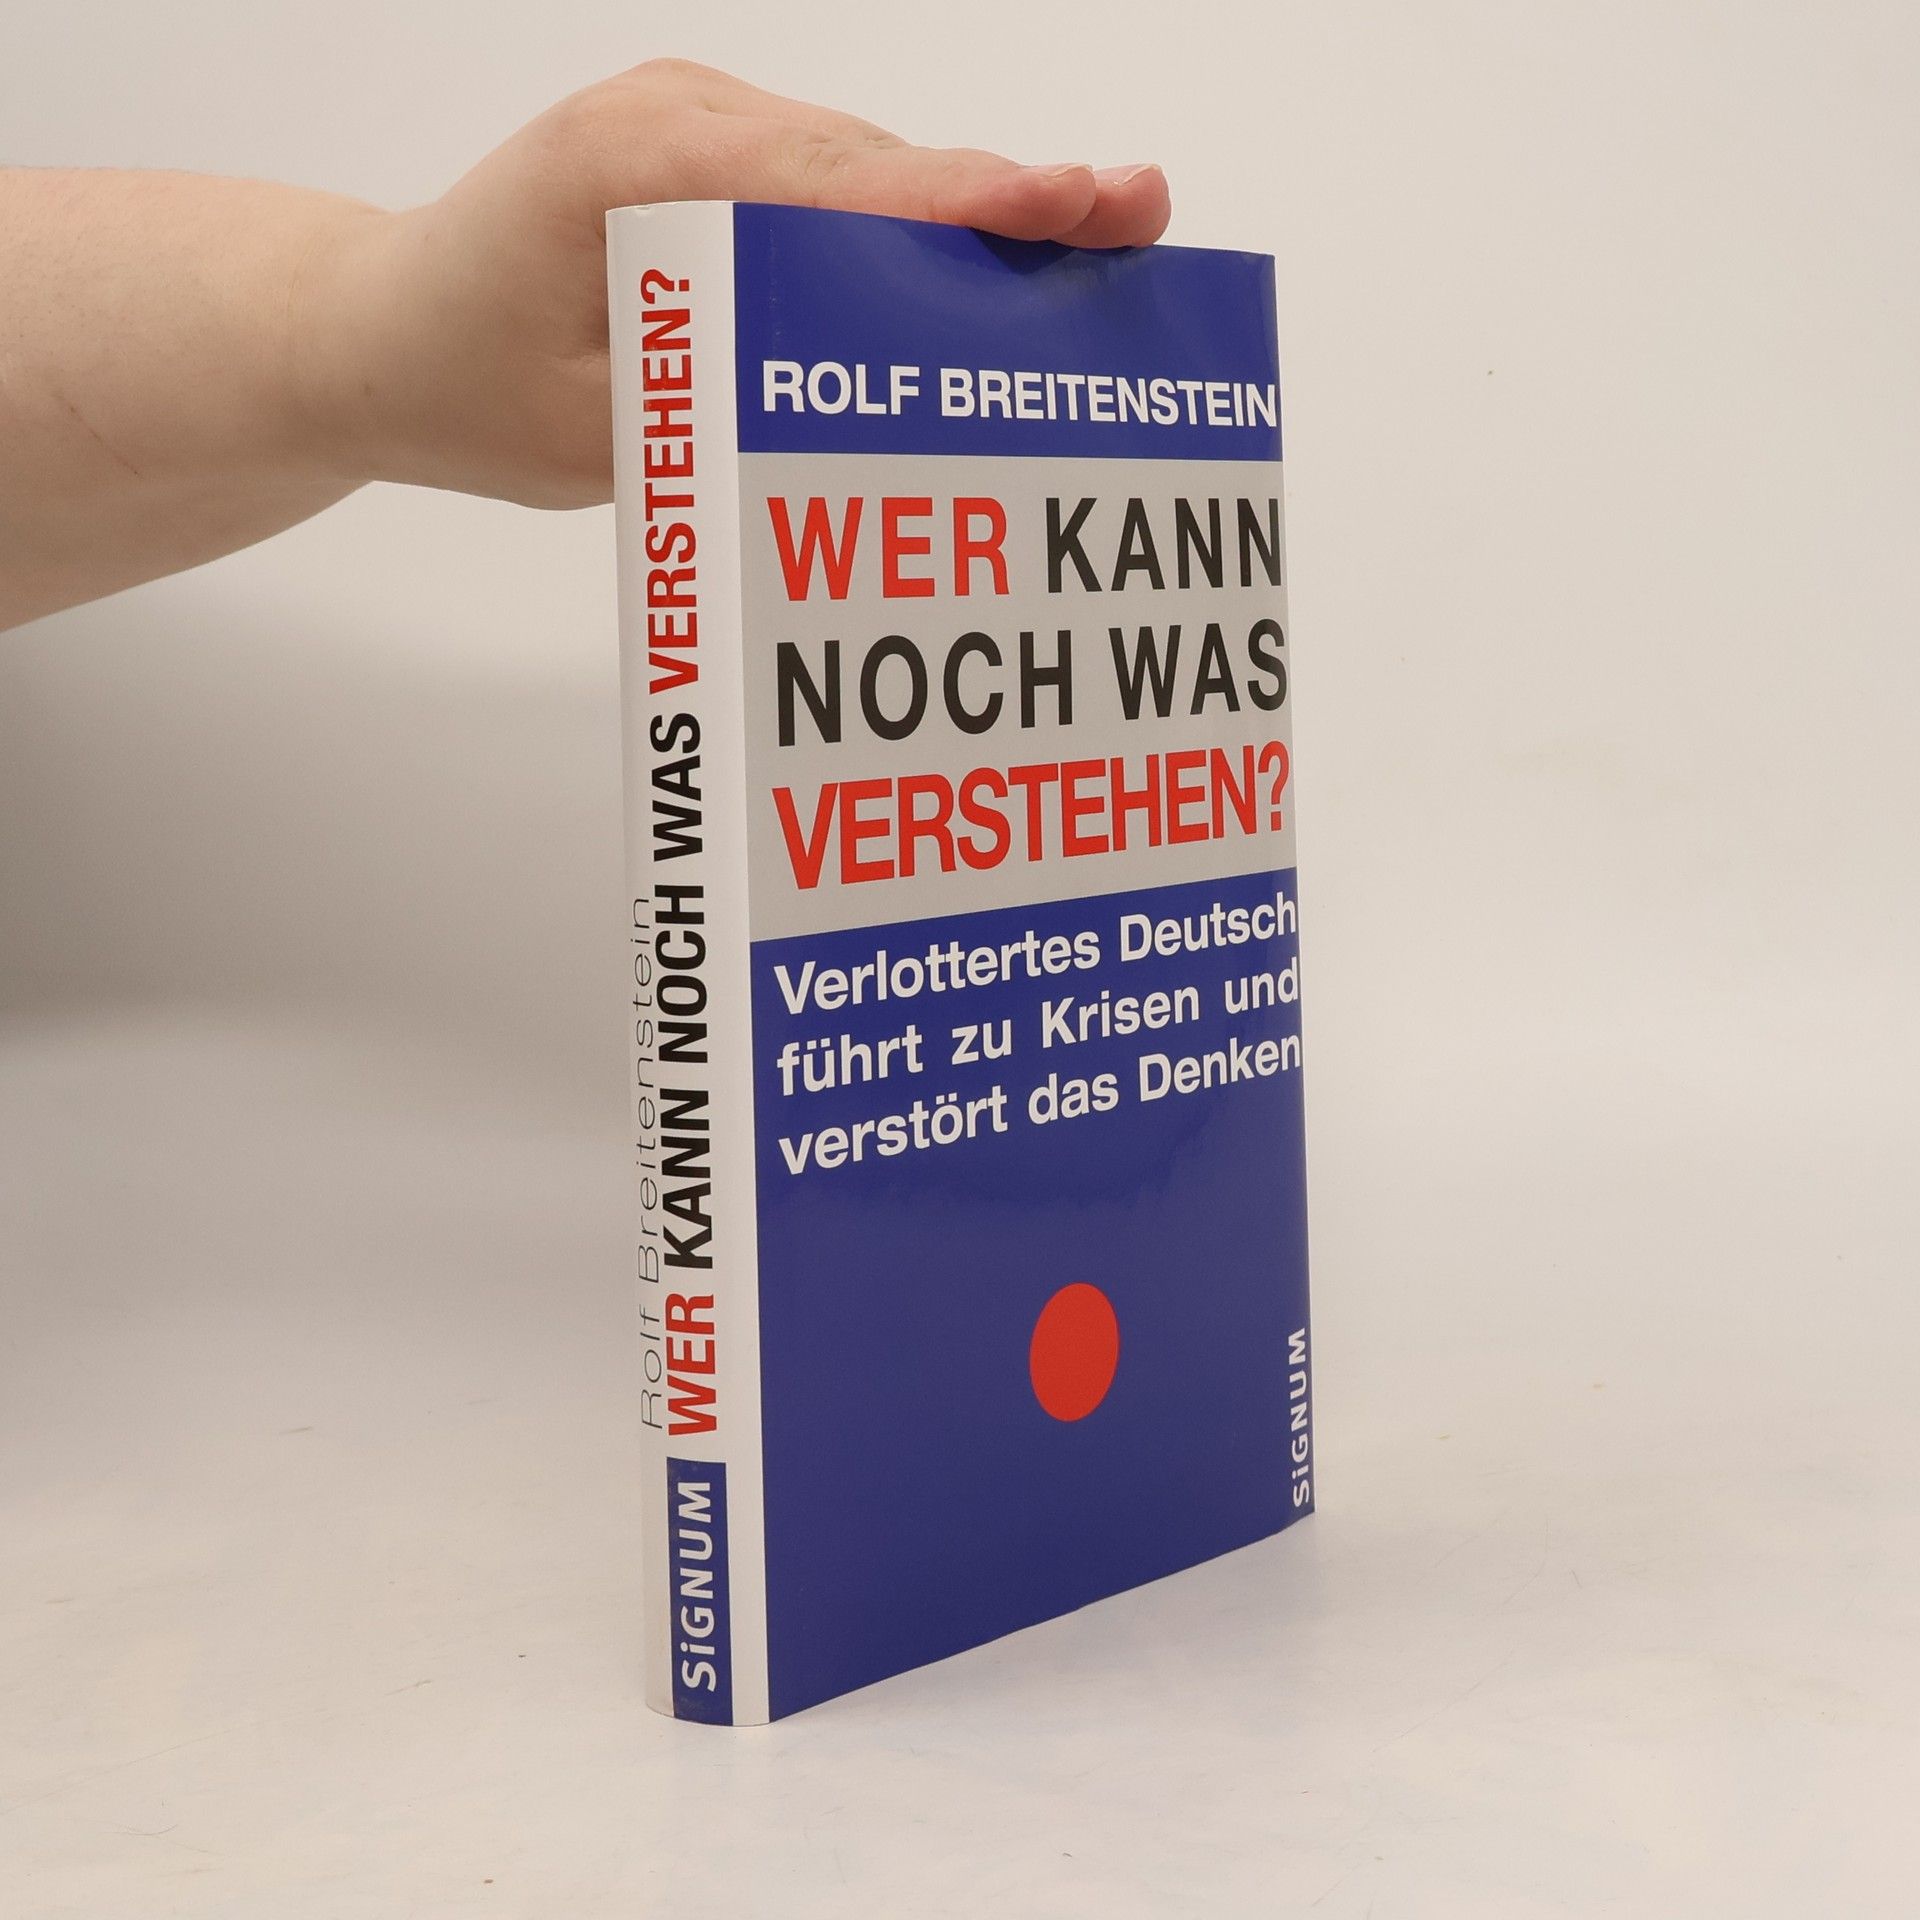 Rolf Breitenstein
WER KANN NOCH WAS VERSTEHEN?
SiGNUM
ROLF BREITENSTEIN
WER KANN
NOCH WAS
VERSTEHEN?
Verlottertes Deutsch
führt zu Krisen und
verstört das Denken
SiGNUM